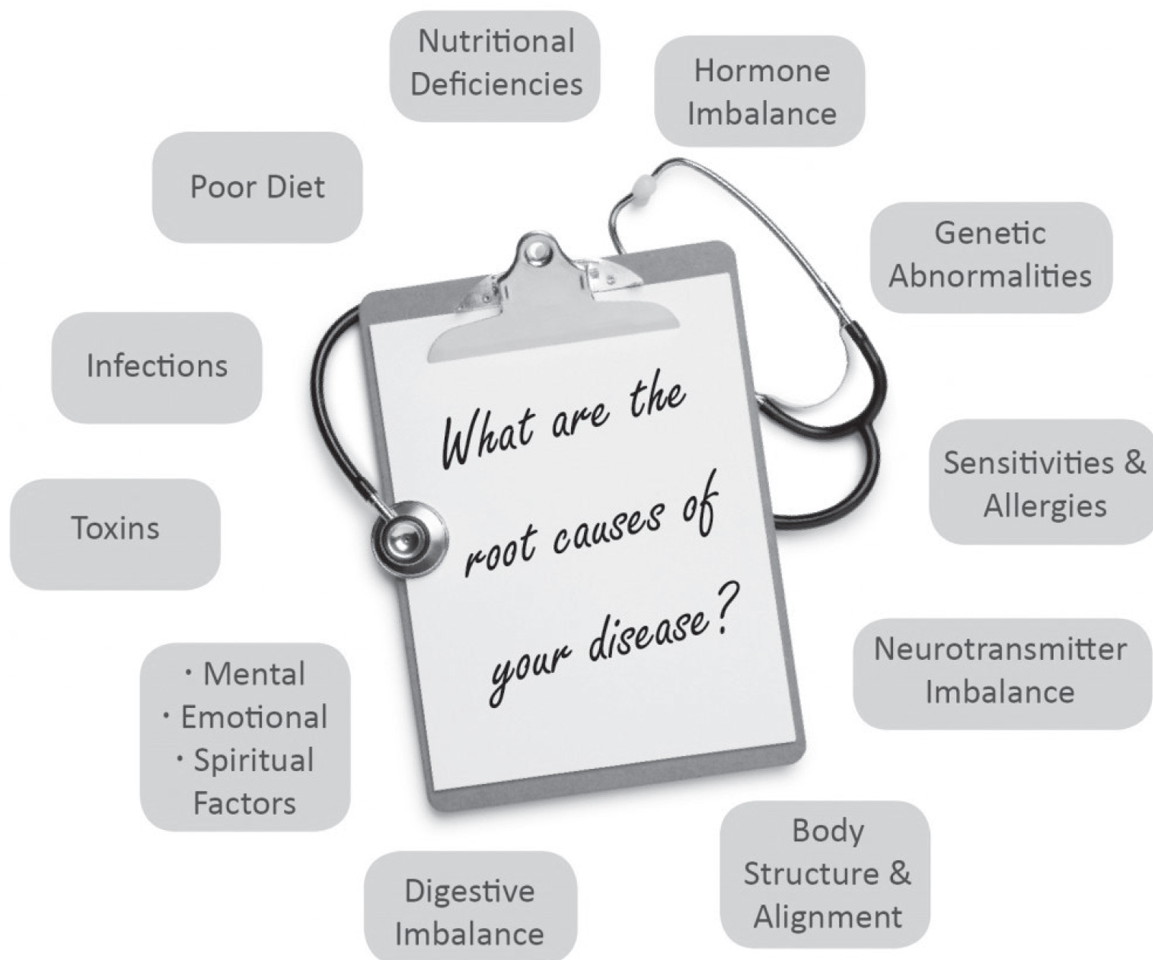 Nutritional
Deficiencies
Hormone
Imbalance
Poor Diet
Genetic
Abnormalities
Infections
What are the
root causes of
your disease?
Sensitivities &
Allergies
Toxins
Neurotransmitter
Imbalance
· Mental
· Emotional
· Spiritual
Factors
Body
Structure &
Alignment
Digestive
Imbalance